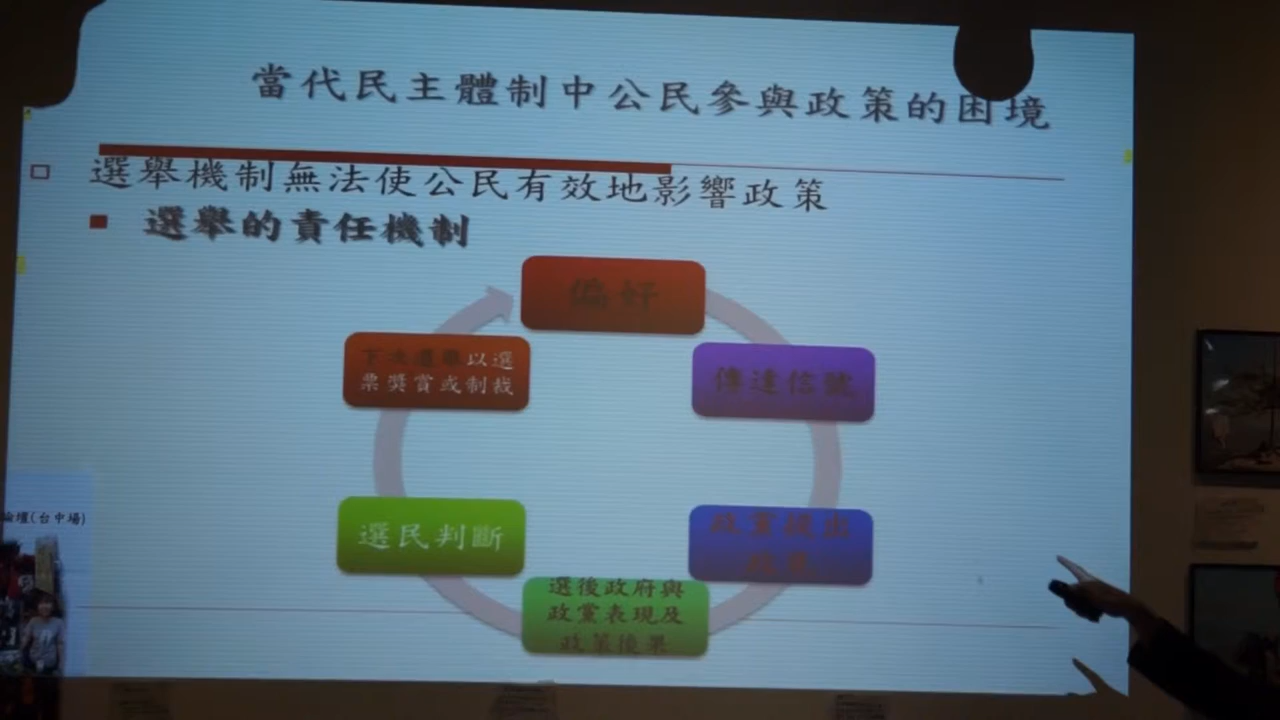 當代民主體制中公民參與政策的困境
選舉機制無法使公民有效地影響政策
選舉的責任機制
偏好
傳達信號
政黨提出
政策
選後政府與
政黨表現及
政策後果
選民判斷
下次選舉以選
票獎賞或制裁
論壇(台中場)